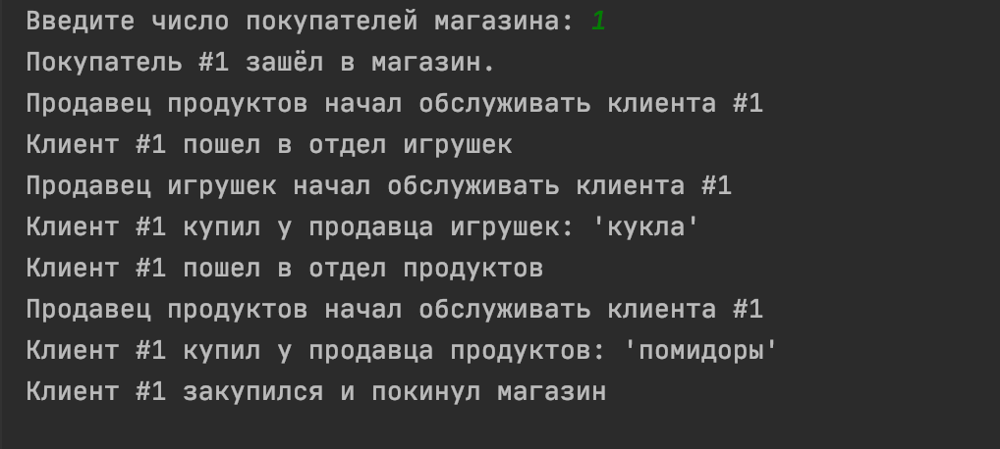 Введите число покупателей магазина: 1
Покупатель #1 зашёл в магазин.
Продавец продуктов начал обслуживать клиента #1
Клиент #1 пошел в отдел игрушек
Продавец игрушек начал обслуживать клиента #1
Клиент #1 купил у продавца игрушек: 'кукла'
Клиент #1 пошел в отдел продуктов
Продавец продуктов начал обслуживать клиента #1
Клиент #1 купил у продавца продуктов: 'помидоры'
Клиент #1 закупился и покинул магазин